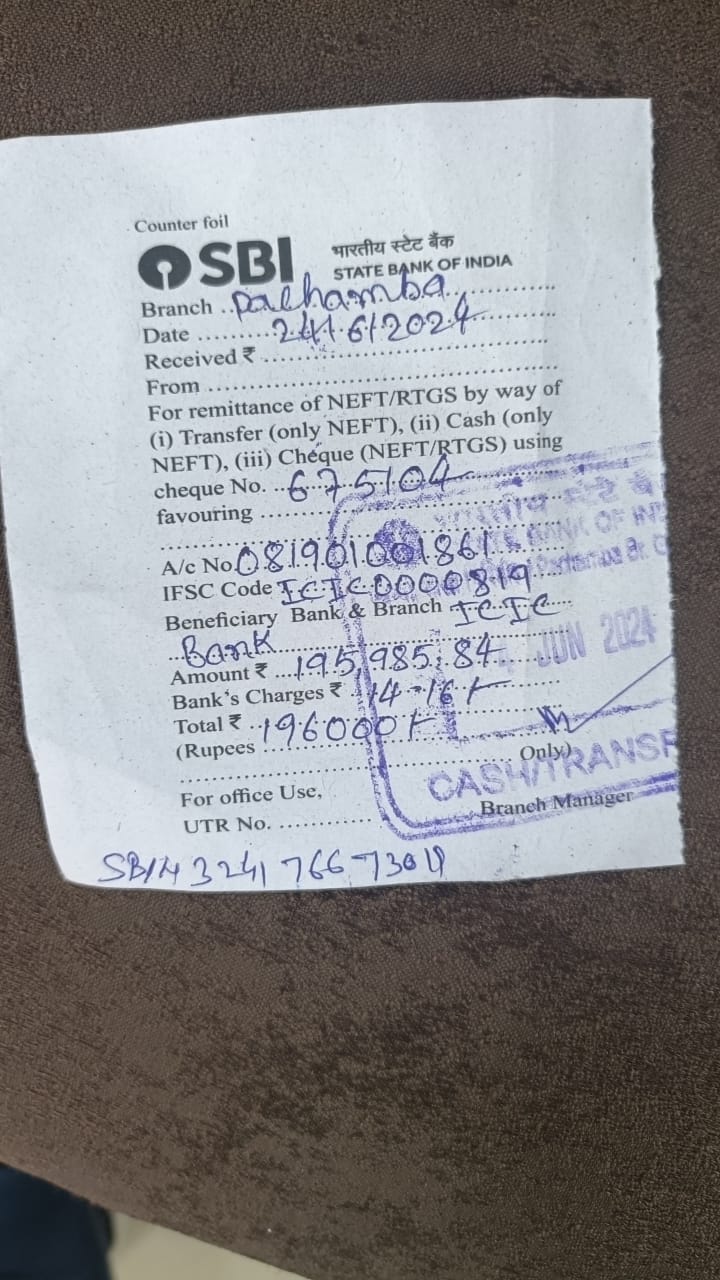 Counter foil
SBI
भारतीय स्टेट बैंक
STATE BANK OF INDIA
Branch ..Pachamba..............
Date .........24/6/2024............
Received ₹ ..............................
From ..............................
For remittance of NEFT/RTGS by way of
(i) Transfer (only NEFT), (ii) Cash (only
NEFT), (iii) Cheque (NEFT/RTGS) using
cheque No. ..675104..........
favouring ..............................
A/c No.081901001861
IFSC Code ICIC0000819
Beneficiary Bank & Branch ICIC
..Bank..............
Amount ₹ ...195,985.84
Bank's Charges ₹ .14-16/-
Total ₹ ..196000/-
(Rupees ..............................
.............................. Only)
For office Use,
Branch Manager
UTR No. .............
JUN 2024
CASH/TRANSF